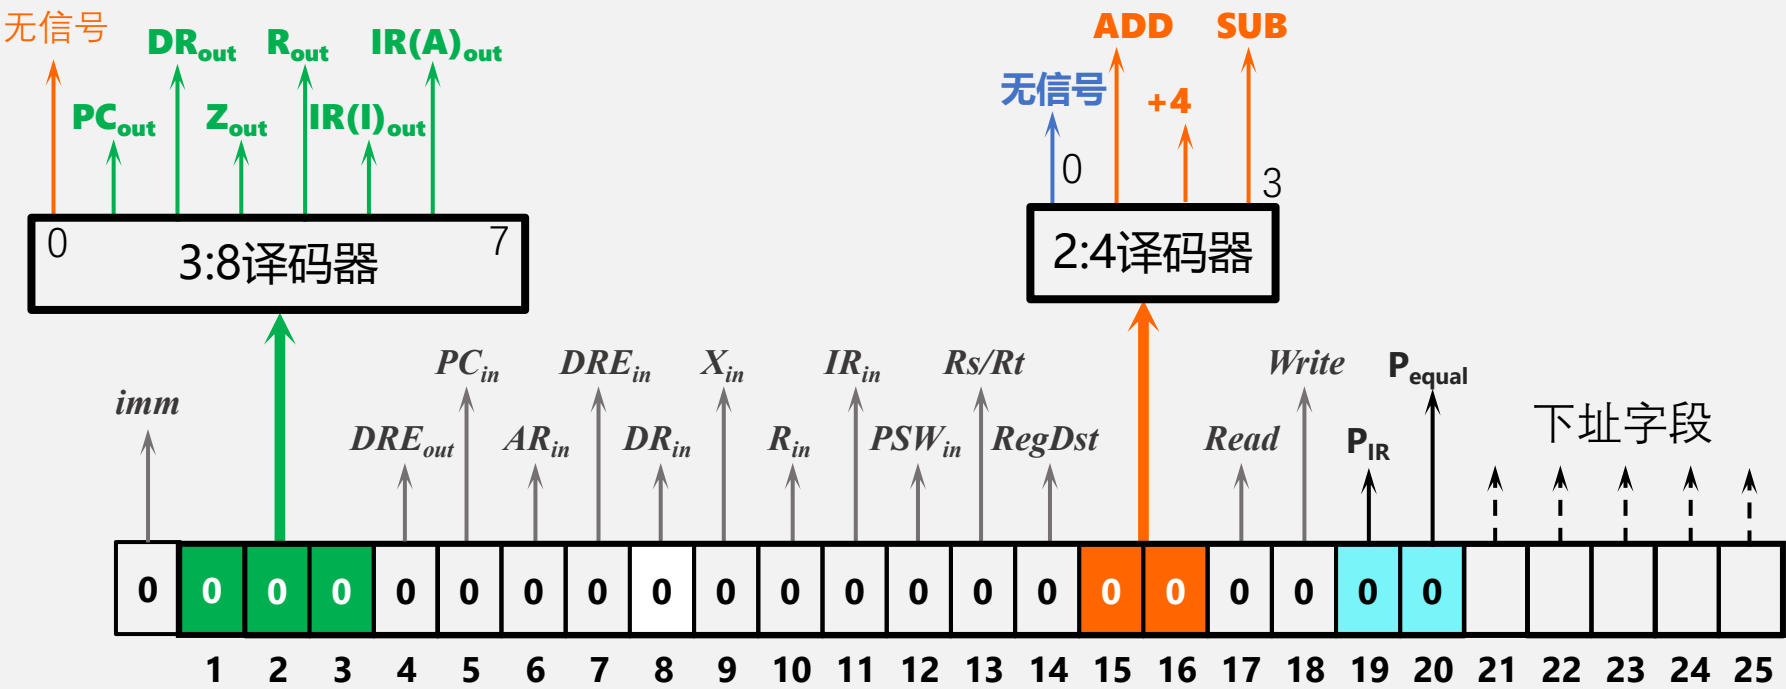 无信号
DRout
Rout
IR(A)out
PCout
Zout
IR(I)out
0
7
3:8译码器
ADD
SUB
无信号
+4
0
3
2:4译码器
imm
PCin
DREin
Xin
IRin
Rs/Rt
Write
Pequal
DREout
ARin
DRin
Rin
PSWin
RegDst
Read
PIR
下址字段
0 0 0 0 0 0 0 0 0 0 0 0 0 0 0 0 0 0 0 0 0
1 2 3 4 5 6 7 8 9 10 11 12 13 14 15 16 17 18 19 20 21 22 23 24 25